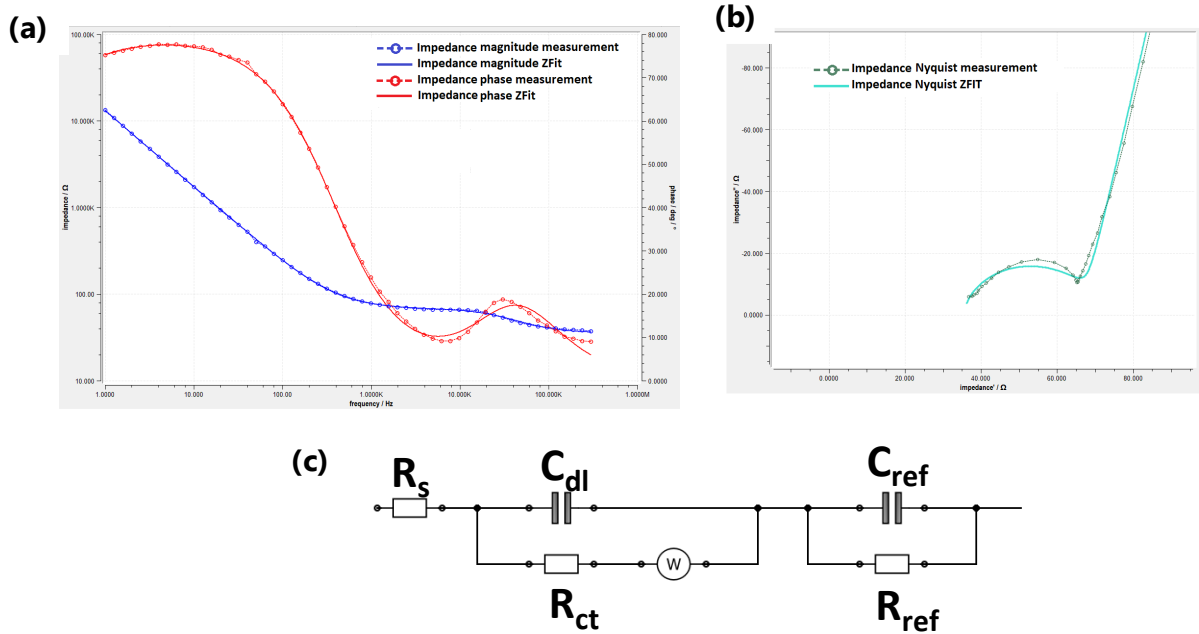 (a)
100.00K
10.000K
1.0000K
100.00
10.000
impedance / Ω
1.0000
10.000
100.00
1.0000K
10.000K
100.000K
1.0000M
frequency / Hz
80.000
70.000
60.000
50.000
40.000
30.000
20.000
10.000
0.0000
phase / deg / °
Impedance magnitude measurement
Impedance magnitude ZFit
Impedance phase measurement
Impedance phase ZFit
(b)
Impedance Nyquist measurement
Impedance Nyquist ZFIT
-80.000
-60.000
-40.000
-20.000
0.0000
impedance'' / Ω
0.0000
20.000
40.000
60.000
80.000
impedance' / Ω
(c)
Rs
Cdl
Cref
W
Rct
Rref